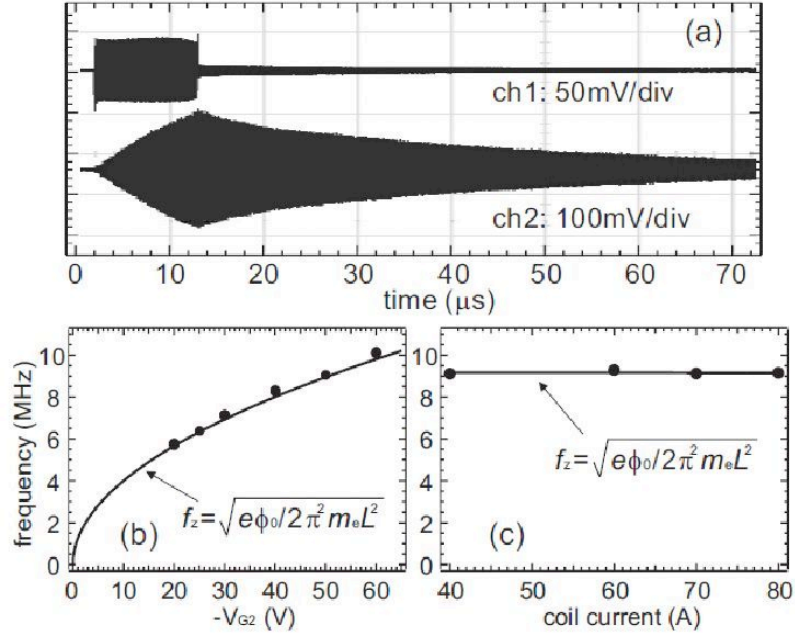 (a)
ch1: 50mV/div
ch2: 100mV/div
0 10 20 30 40 50 60 70
time (μs)
frequency (MHz)
10
8
6
4
2
0
f_z=√eϕ₀/2π²mₑL²
(b)
0 10 20 30 40 50 60
-V_G2 (V)
10
8
6
4
2
0
f_z=√eϕ₀/2π²mₑL²
(c)
40 50 60 70 80
coil current (A)